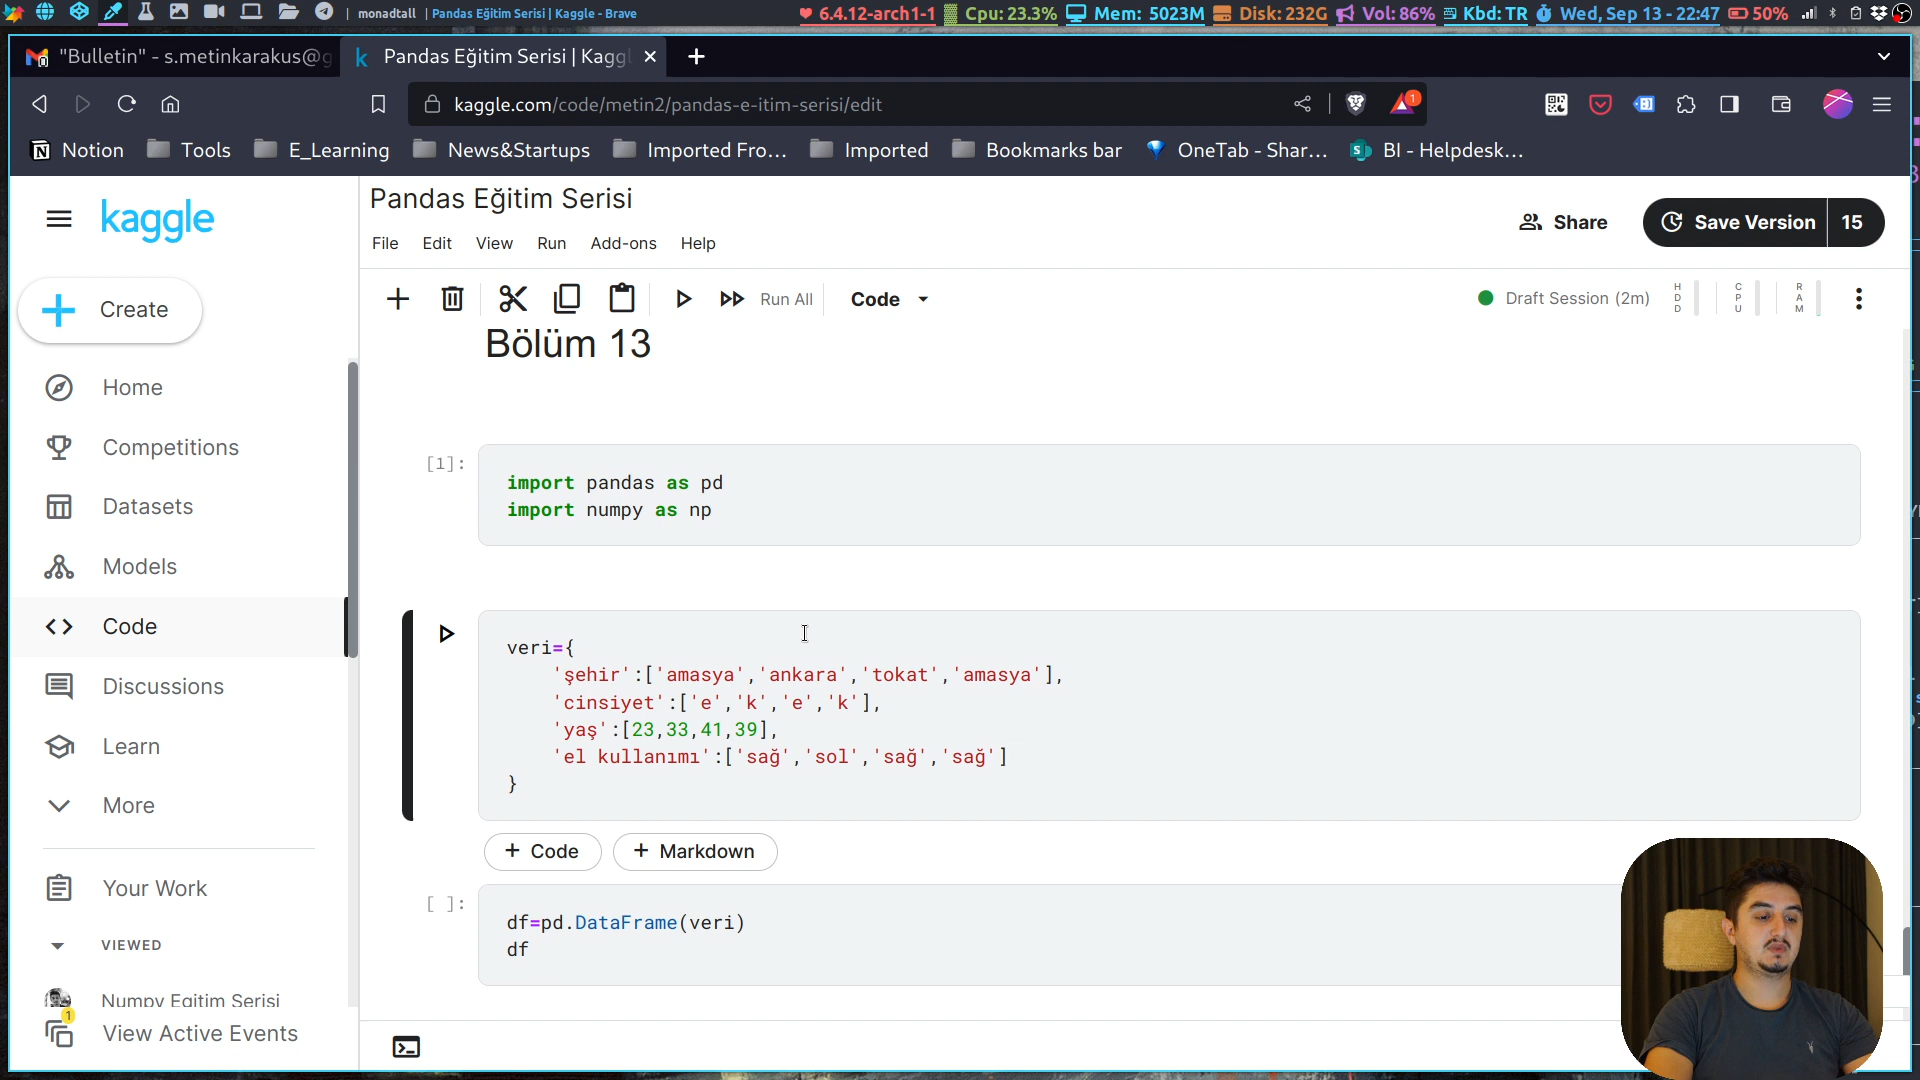 monadtall | Pandas Eğitim Serisi | Kaggle - Brave
6.4.12-arch1-1 Cpu: 23.3% Mem: 5023M Disk: 232G Vol: 86% Kbd: TR Wed, Sep 13 - 22:47 50%
"Bulletin" - s.metinkarakus@g
Pandas Eğitim Serisi | Kaggl
kaggle.com/code/metin2/pandas-e-itim-serisi/edit
1
Notion Tools E_Learning News&Startups Imported Fro... Imported Bookmarks bar OneTab - Shar... BI - Helpdesk...
kaggle
Create
Home
Competitions
Datasets
Models
Code
Discussions
Learn
More
Your Work
VIEWED
Numpy Egitim Serisi
1
View Active Events
Pandas Eğitim Serisi
File Edit View Run Add-ons Help
Share
Save Version 15
Run All Code
Draft Session (2m) HDD CPU RAM
Bölüm 13
[1]:
import pandas as pd
import numpy as np
veri={
'şehir':['amasya','ankara','tokat','amasya'],
'cinsiyet':['e','k','e','k'],
'yaş':[23,33,41,39],
'el kullanımı':['sağ','sol','sağ','sağ']
}
+ Code + Markdown
[ ]:
df=pd.DataFrame(veri)
df